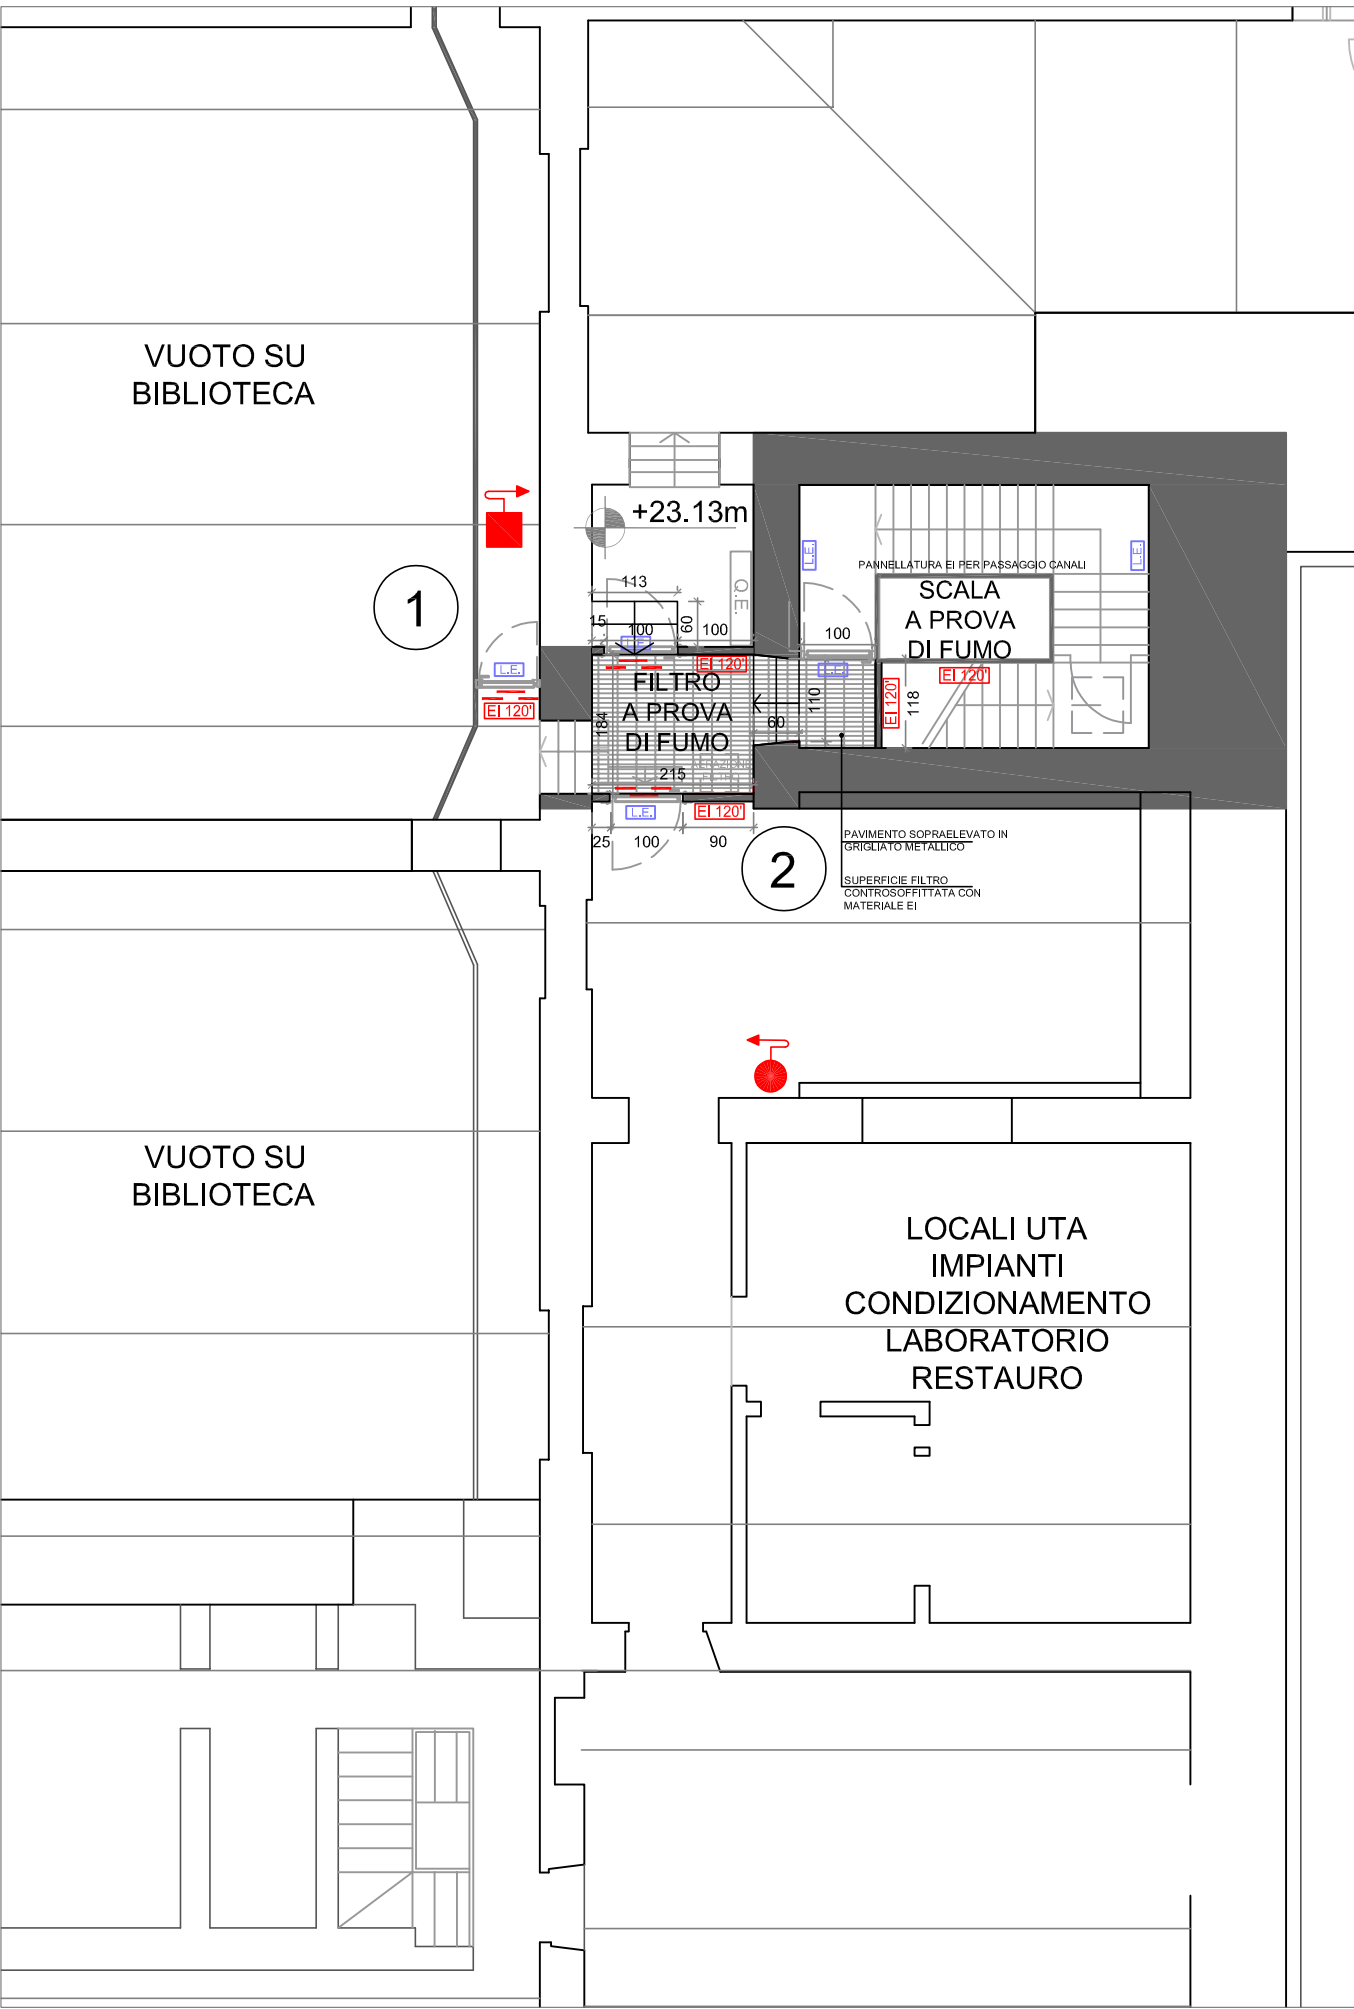 VUOTO SU
BIBLIOTECA
+23.13m
L.E.
L.E.
PANNELLATURA EI PER PASSAGGIO CANALI
SCALA
A PROVA
DI FUMO
EI 120'
1
113
Q.E.
15
100
60
100
100
L.E.
L.E.
L.E.
EI 120'
EI 120'
EI 120'
118
110
60
184
FILTRO
A PROVA
DI FUMO
215
L.E.
EI 120'
25
100
90
2
PAVIMENTO SOPRAELEVATO IN
GRIGLIATO METALLICO
SUPERFICIE FILTRO
CONTROSOFFITTATA CON
MATERIALE EI
VUOTO SU
BIBLIOTECA
LOCALI UTA
IMPIANTI
CONDIZIONAMENTO
LABORATORIO
RESTAURO